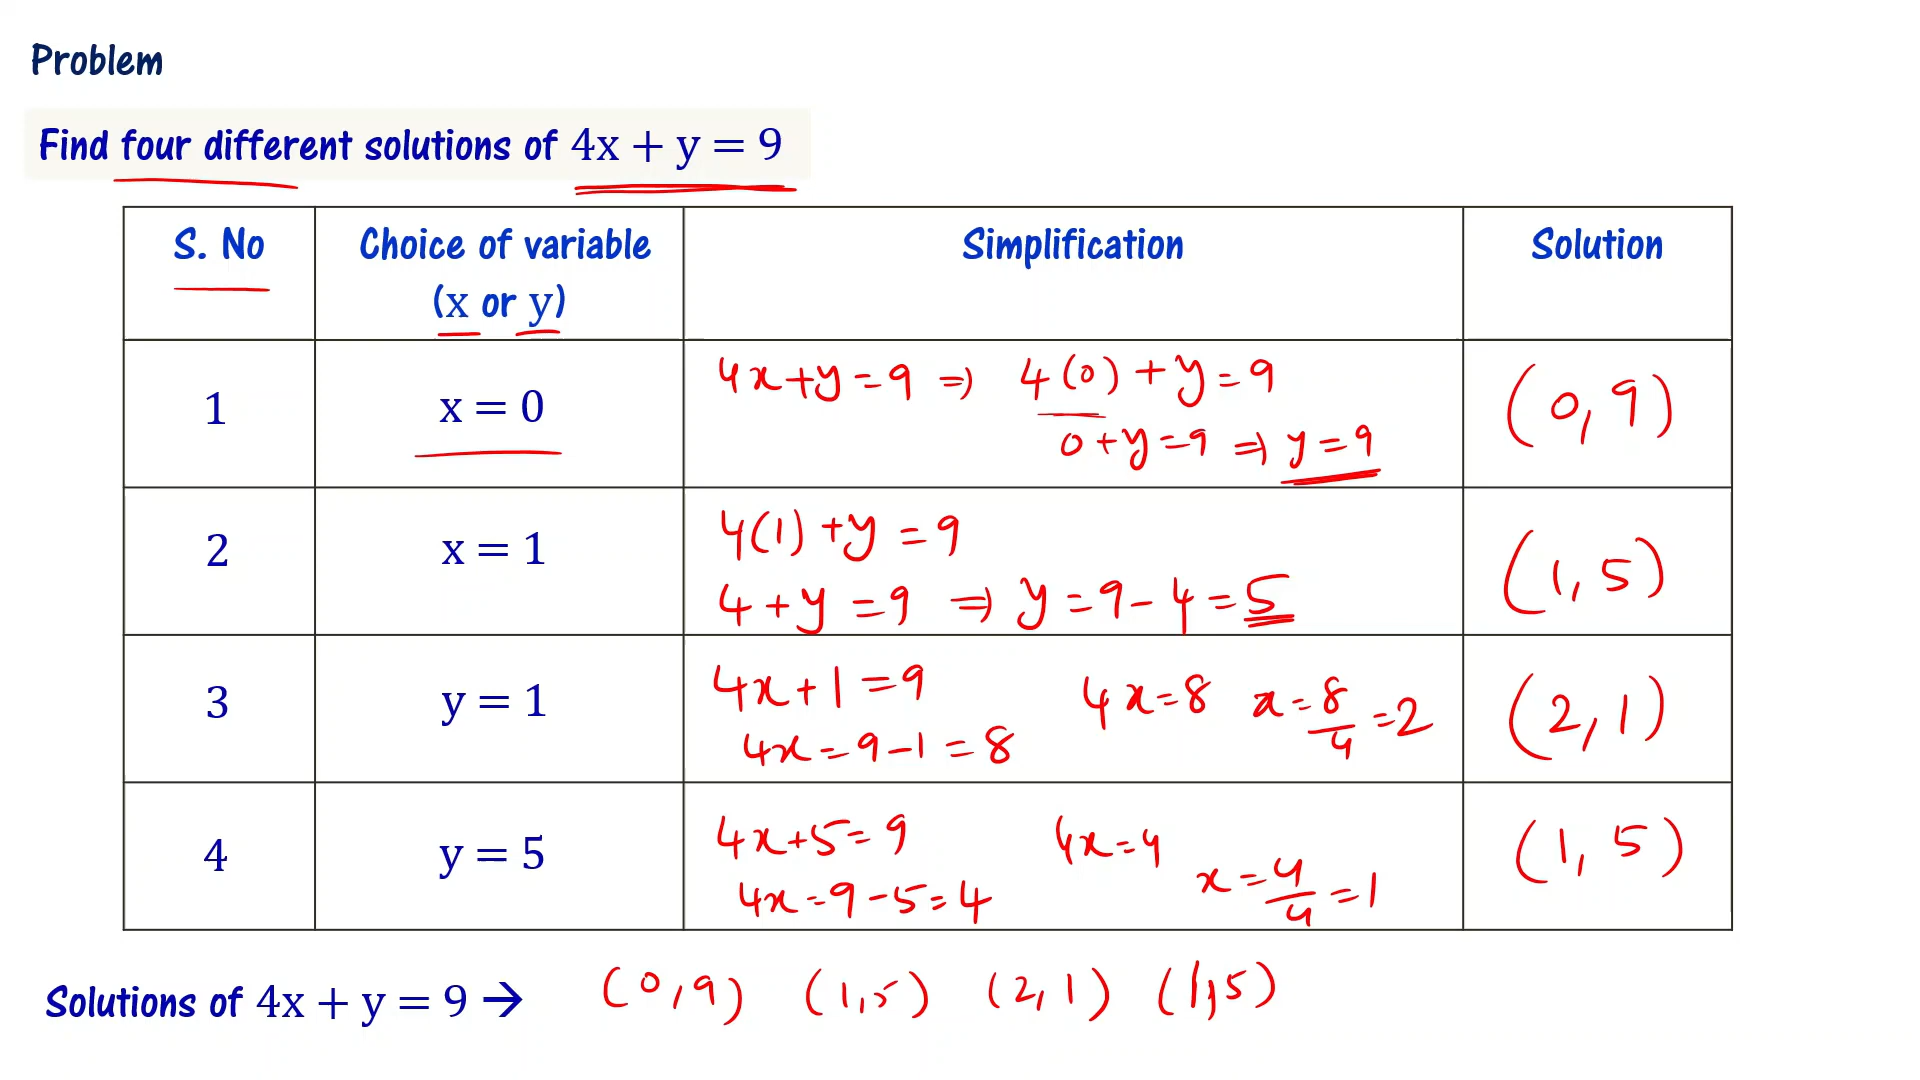 Problem
Find four different solutions of 4x + y = 9
S. No
Choice of variable
(x or y)
Simplification
Solution
1
x = 0
4x+y=9 ⇒ 4(0)+y=9
0+y=9 ⇒ y=9
(0, 9)
2
x = 1
4(1)+y=9
4+y=9 ⇒ y=9-4=5
(1, 5)
3
y = 1
4x+1=9
4x=9-1=8
4x=8
x=8/4=2
(2, 1)
4
y = 5
4x+5=9
4x=9-5=4
4x=4
x=4/4=1
(1, 5)
Solutions of 4x + y = 9 → (0,9) (1,5) (2,1) (1,5)